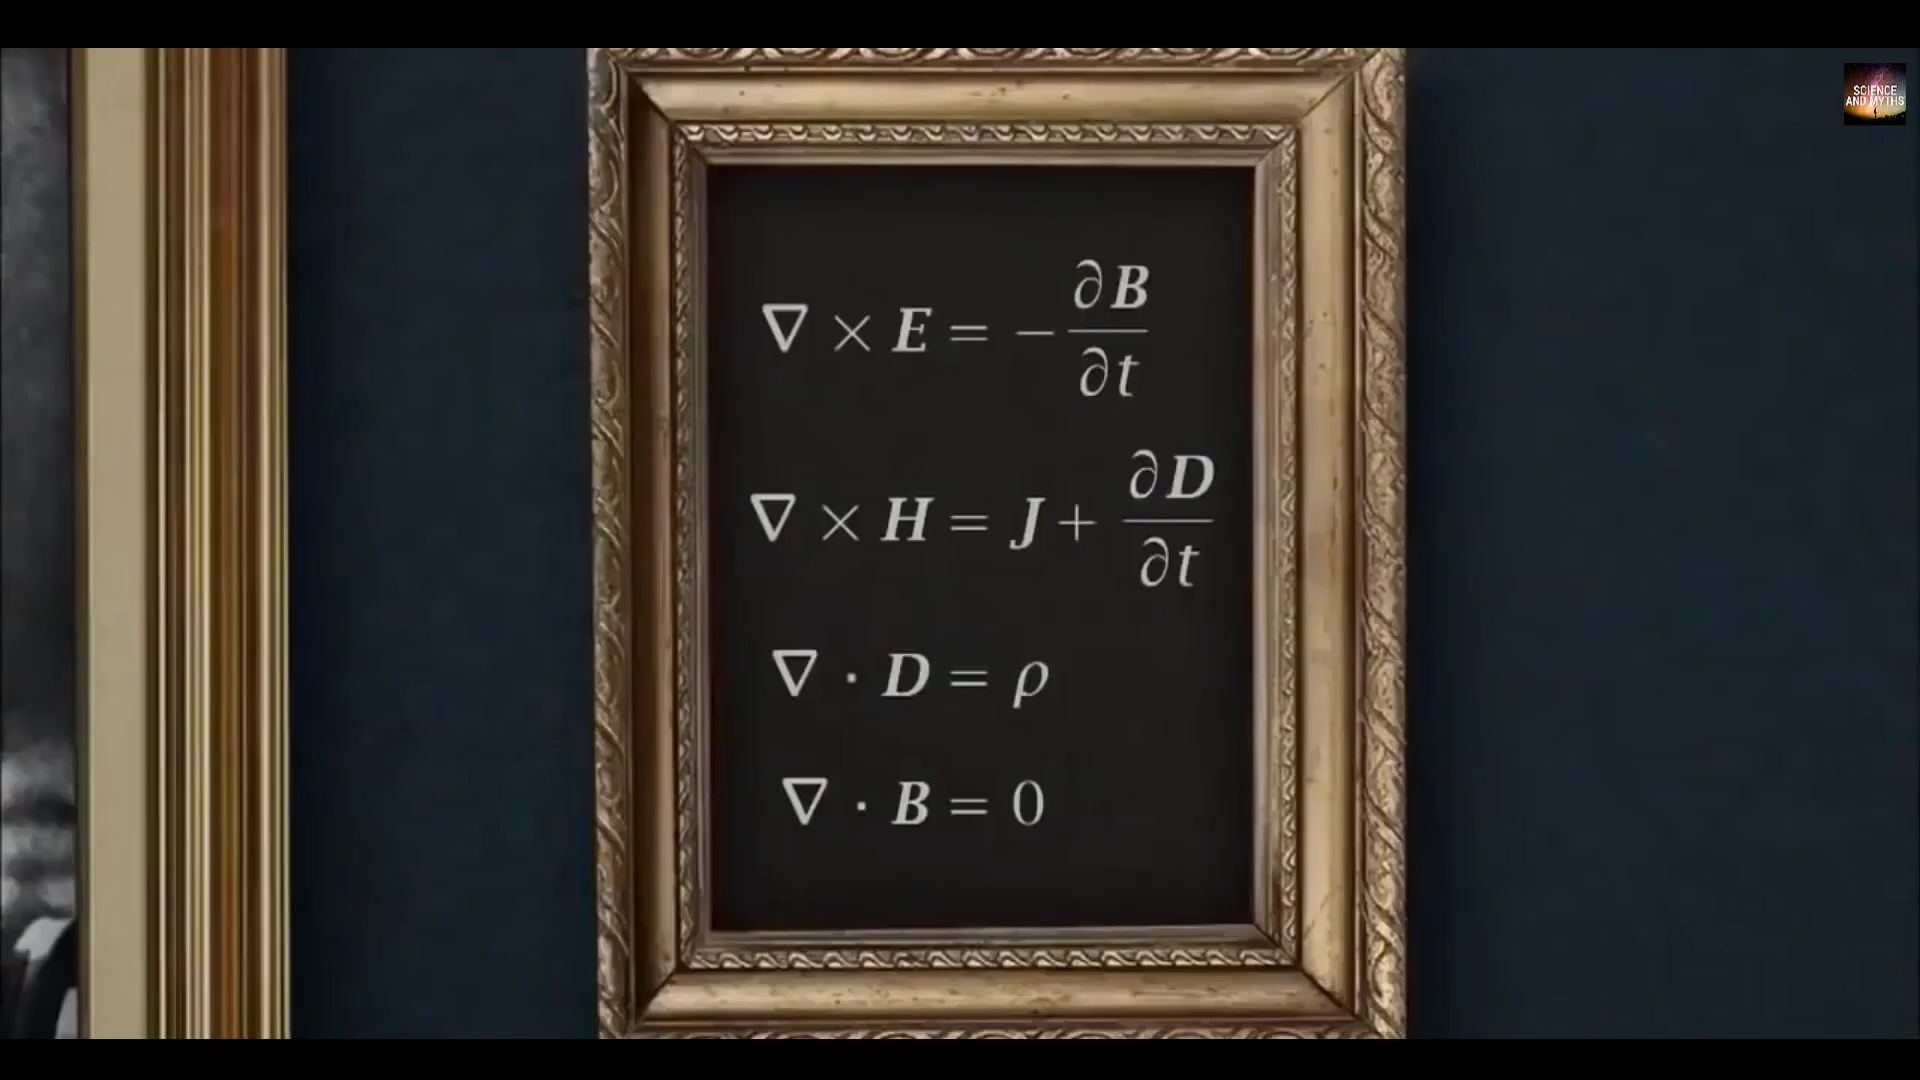 SCIENCE
AND MYTHS
∇ × E = −∂B/∂t
∇ × H = J + ∂D/∂t
∇ · D = ρ
∇ · B = 0